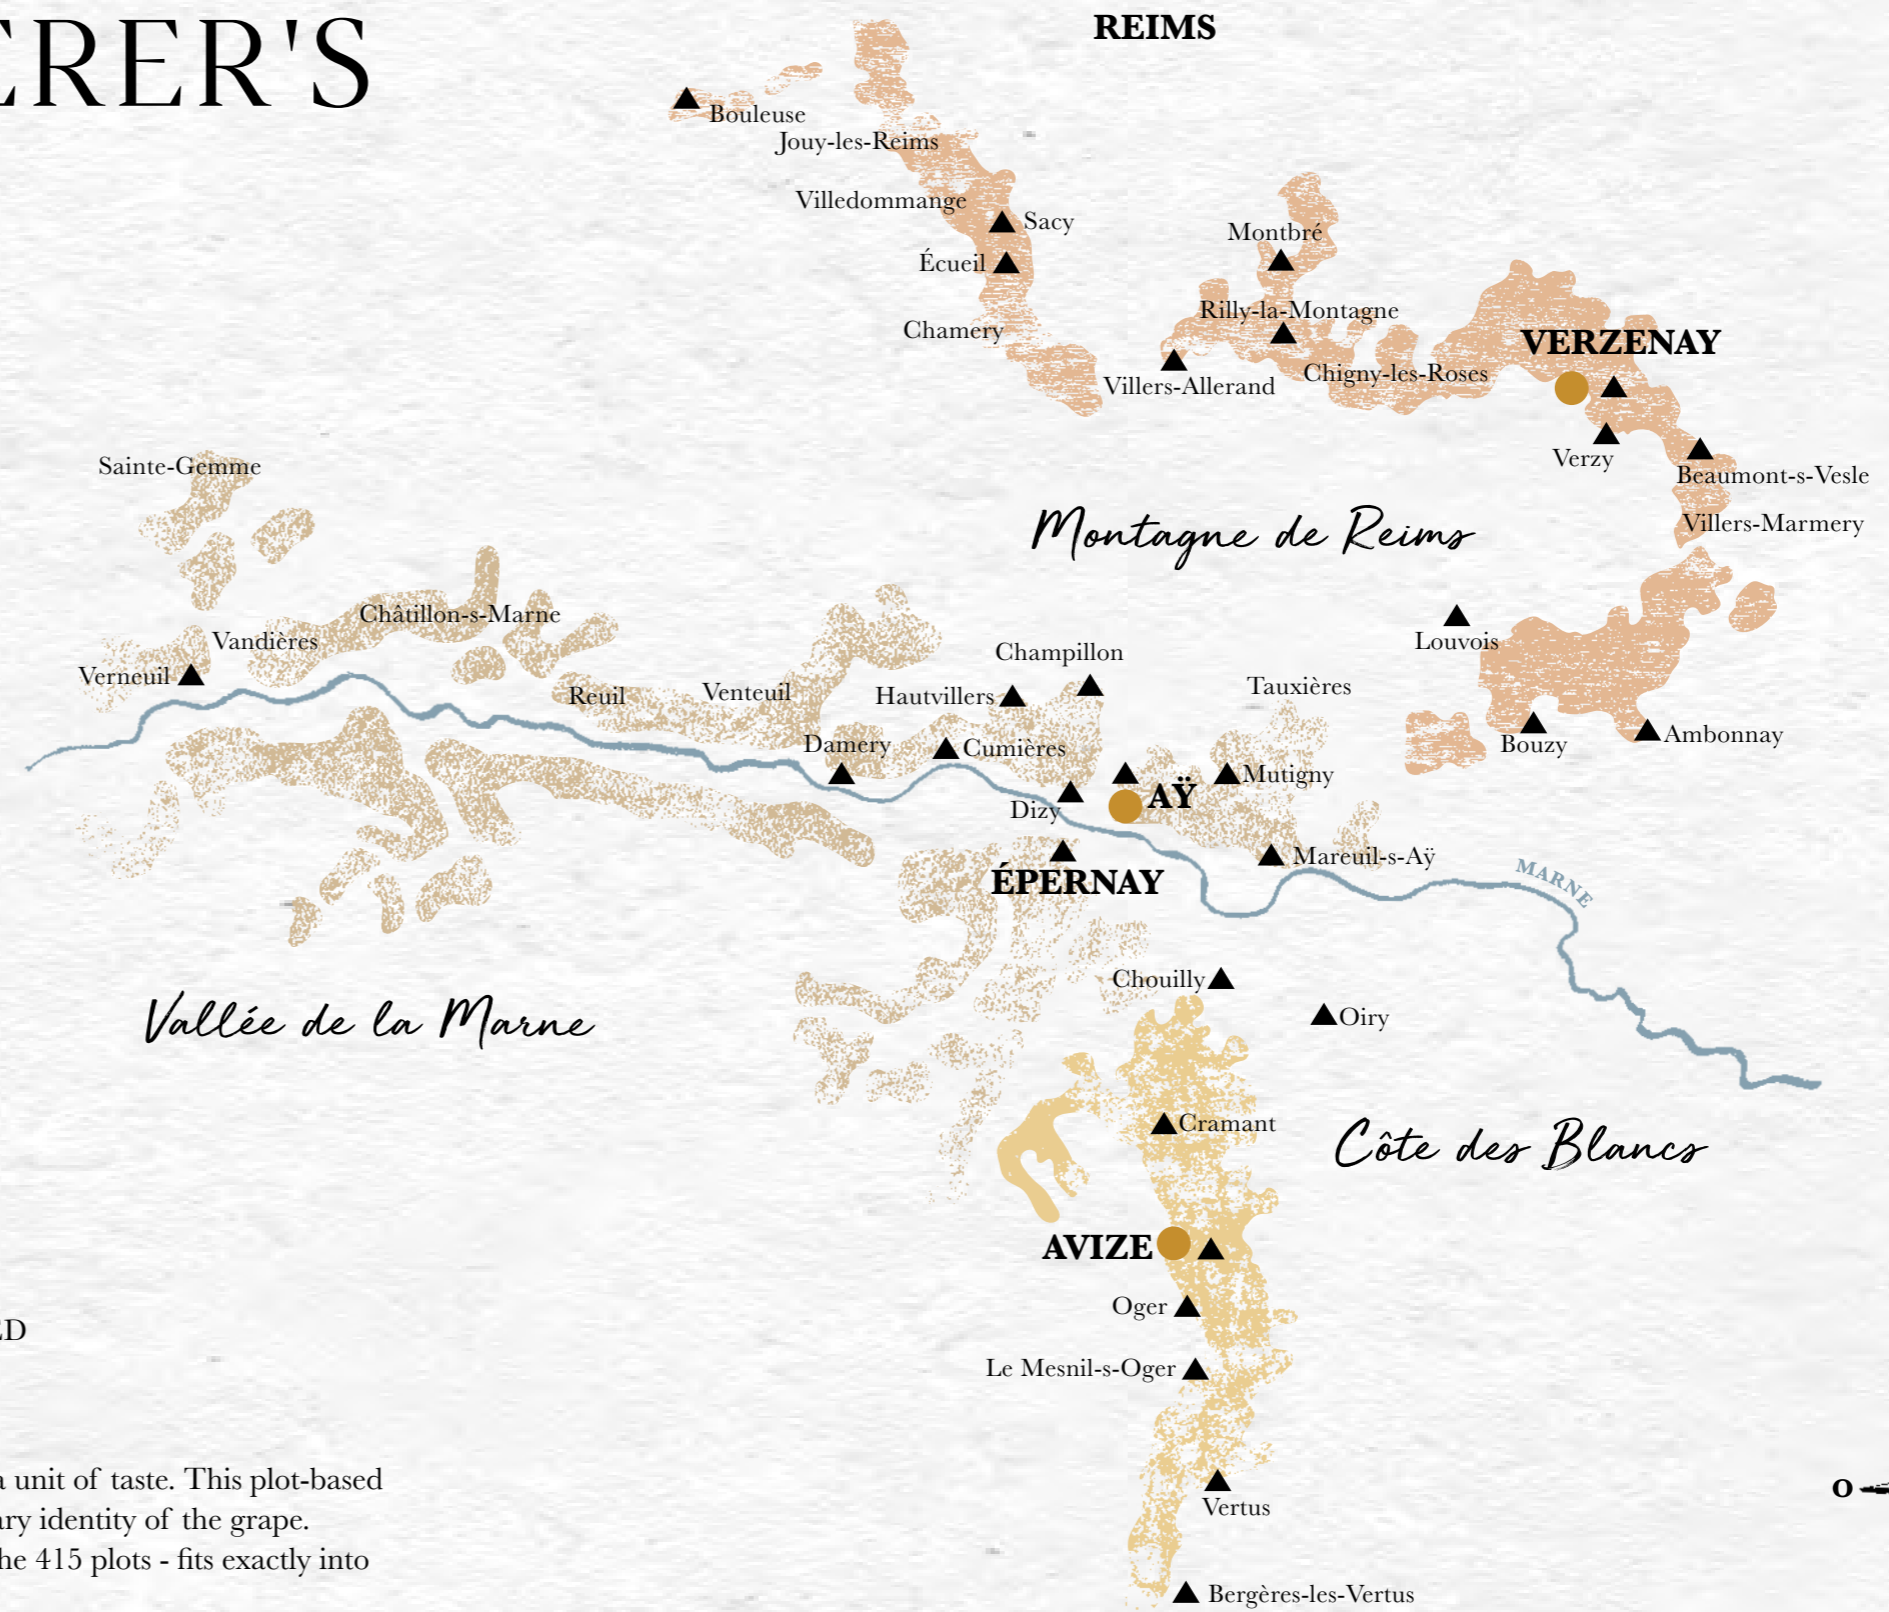 ERER'S
REIMS
Bouleuse
Jouy-les-Reims
Villedommange
Sacy
Écueil
Chamery
Montbré
Rilly-la-Montagne
Villers-Allerand
Chigny-les-Roses
VERZENAY
Verzy
Beaumont-s-Vesle
Villers-Marmery
Sainte-Gemme
Montagne de Reims
Châtillon-s-Marne
Vandières
Verneuil
Reuil
Venteuil
Champillon
Hautvillers
Tauxières
Louvois
Damery
Cumières
Bouzy
Ambonnay
Mutigny
AŸ
Dizy
Mareuil-s-Aÿ
ÉPERNAY
MARNE
Chouilly
Oiry
Vallée de la Marne
Cramant
Côte des Blancs
AVIZE
Oger
ED
Le Mesnil-s-Oger
Vertus
Bergères-les-Vertus
a unit of taste. This plot-based
ary identity of the grape.
he 415 plots - fits exactly into
O